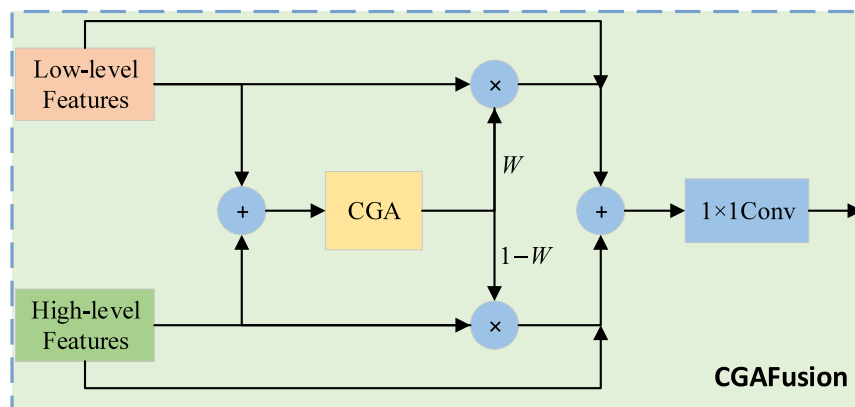 Low-level
Features
×
W
+
CGA
+
1×1Conv
1−W
High-level
Features
×
CGAFusion